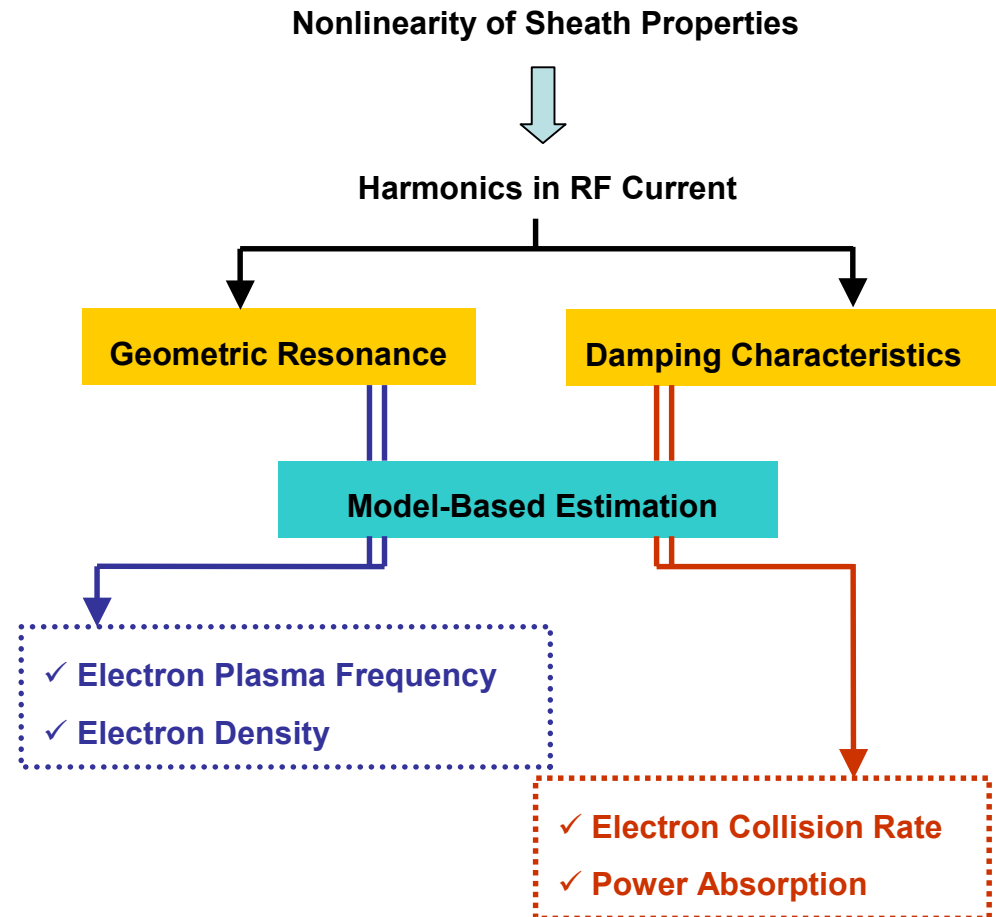 Nonlinearity of Sheath Properties
Harmonics in RF Current
Geometric Resonance
Damping Characteristics
Model-Based Estimation
✓ Electron Plasma Frequency
✓ Electron Density
✓ Electron Collision Rate
✓ Power Absorption